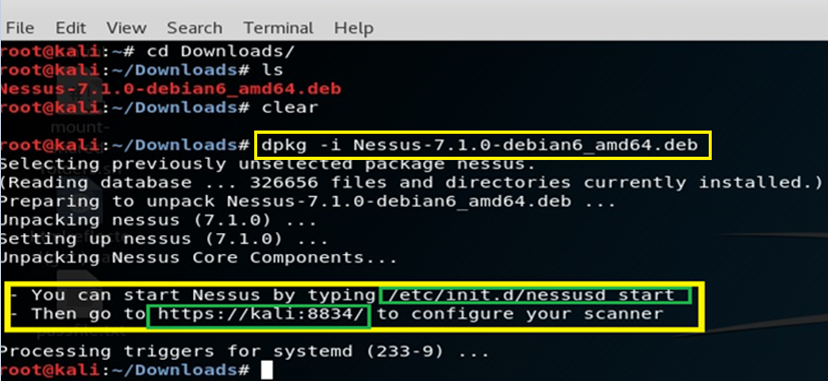 File Edit View Search Terminal Help
root@kali:~# cd Downloads/
root@kali:~/Downloads# ls
Nessus-7.1.0-debian6_amd64.deb
root@kali:~/Downloads# clear
root@kali:~/Downloads# dpkg -i Nessus-7.1.0-debian6_amd64.deb
Selecting previously unselected package nessus.
(Reading database ... 326656 files and directories currently installed.)
Preparing to unpack Nessus-7.1.0-debian6_amd64.deb ...
Unpacking nessus (7.1.0) ...
Setting up nessus (7.1.0) ...
Unpacking Nessus Core Components...
- You can start Nessus by typing /etc/init.d/nessusd start
- Then go to https://kali:8834/ to configure your scanner
Processing triggers for systemd (233-9) ...
root@kali:~/Downloads#